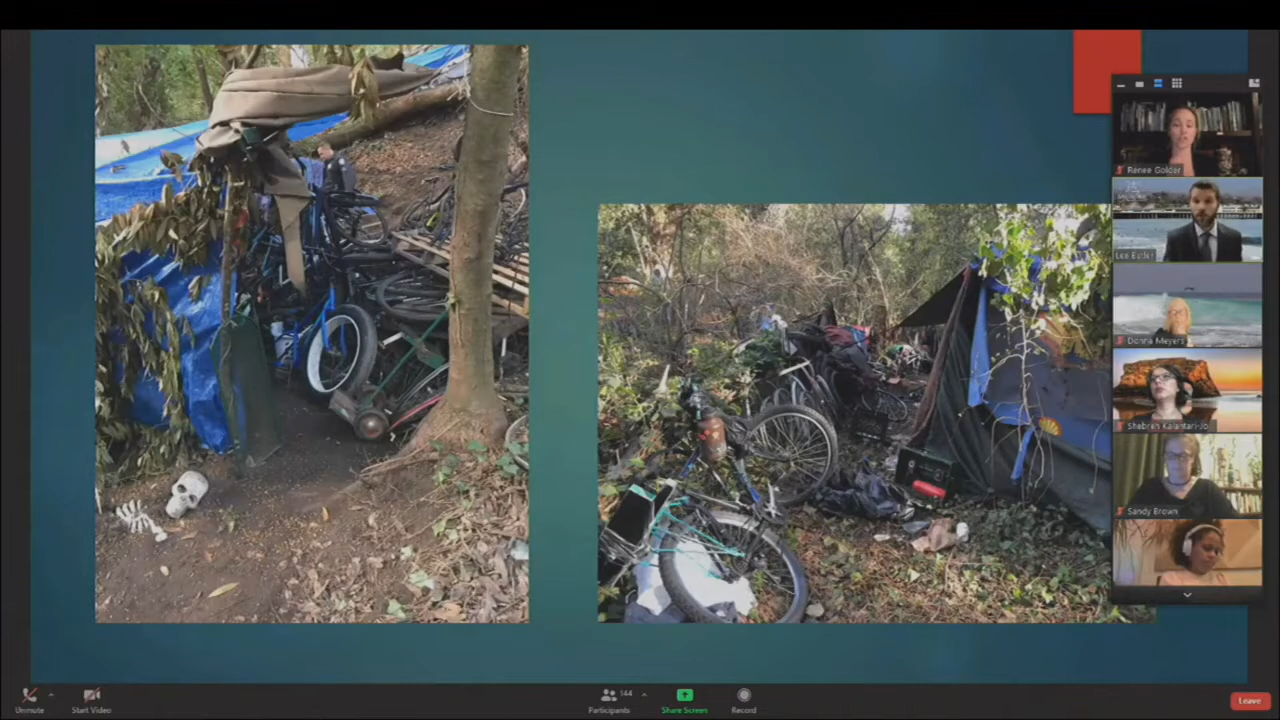 Renee Golder
Lee Butler
Donna Meyers
Shebreh Kalantari-Jo
Sandy Brown
Unmute
Start Video
144
Participants
Share Screen
Record
Leave